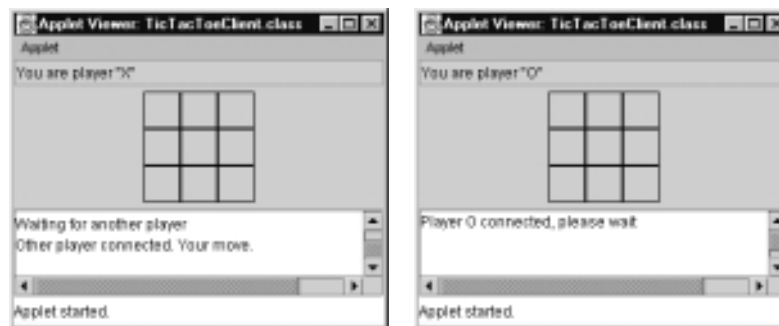 Applet Viewer: TicTacToeClient.class
Applet
You are player "X"
Waiting for another player
Other player connected. Your move.
Applet started.
Applet Viewer: TicTacToeClient.class
Applet
You are player "O"
Player O connected, please wait
Applet started.